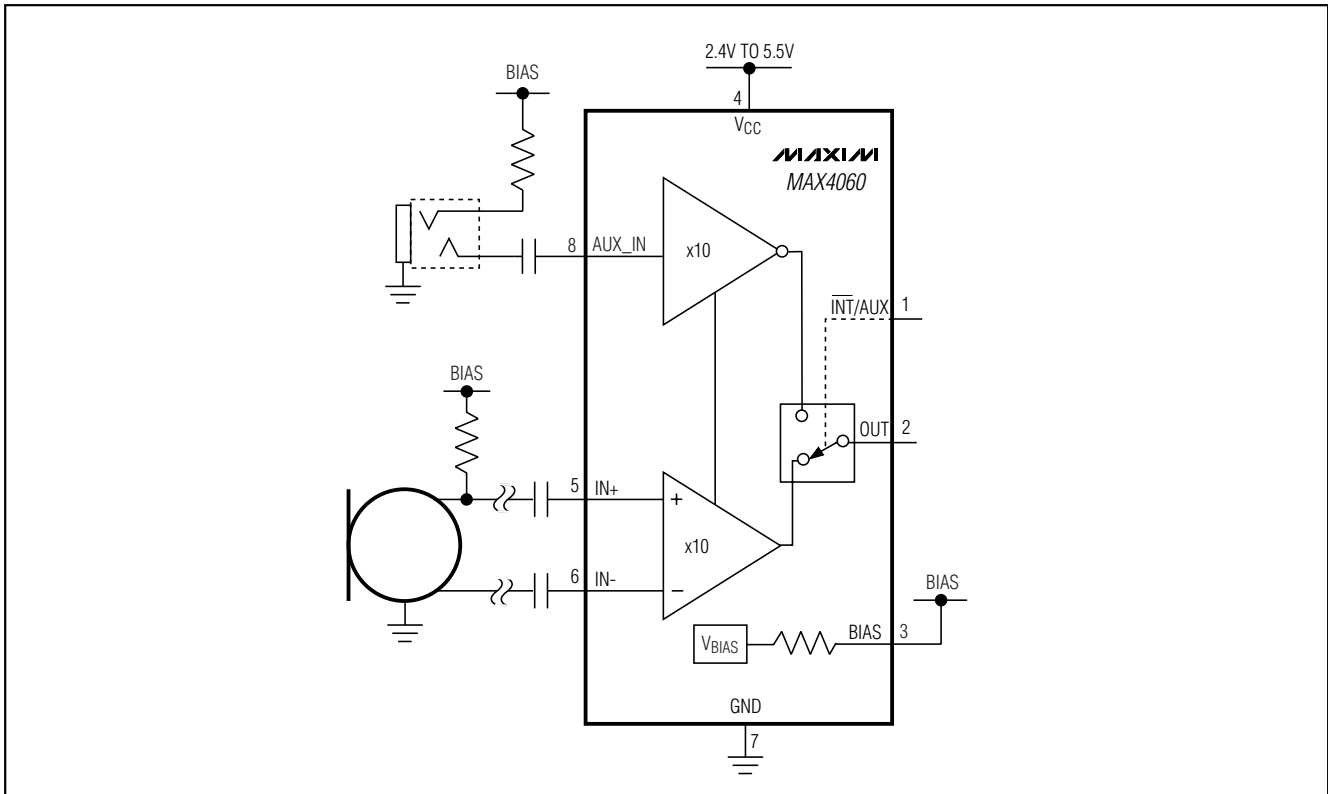 2.4V TO 5.5V
BIAS
4
VCC
MAXIM
MAX4060
8 AUX_IN
x10
INT/AUX 1
BIAS
OUT 2
5 IN+
+
x10
6 IN-
−
BIAS
VBIAS
BIAS 3
GND
7